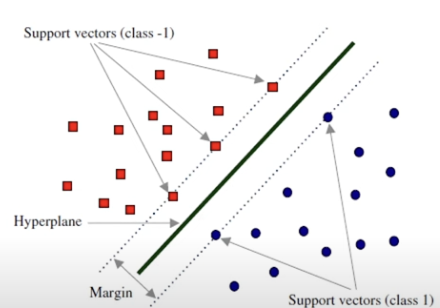 Support vectors (class -1)
Hyperplane
Margin
Support vectors (class 1)